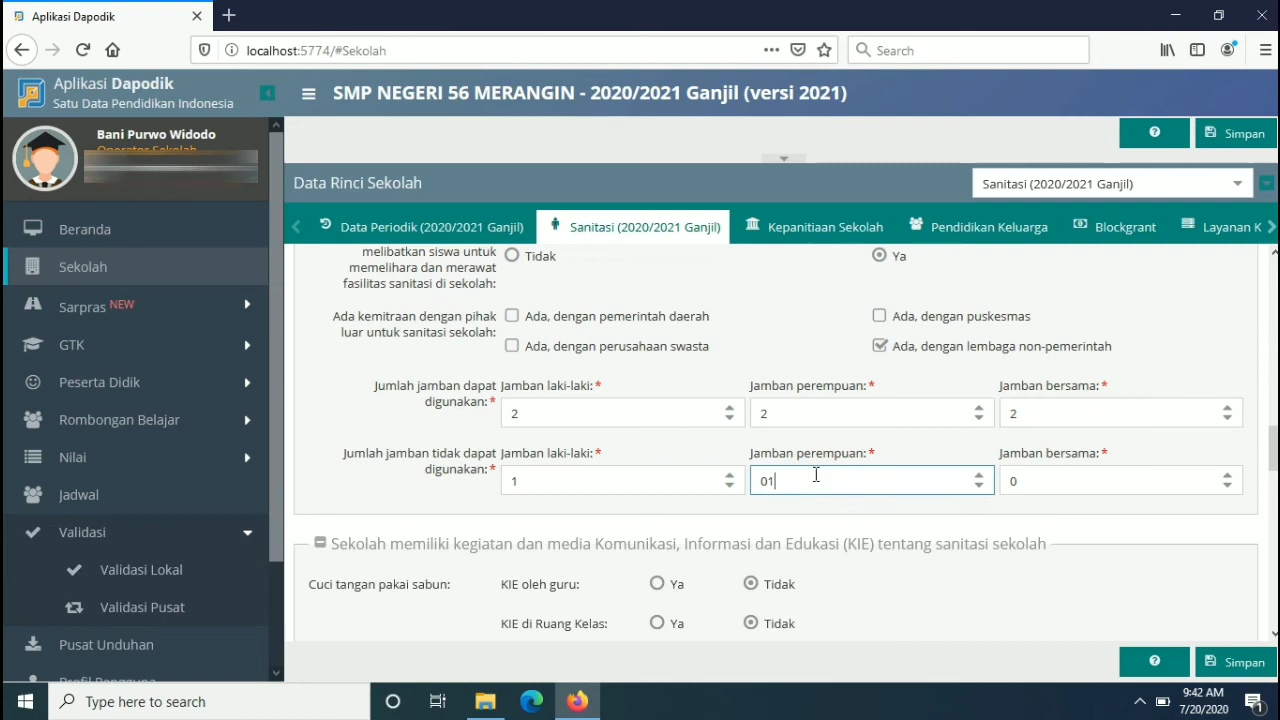 Aplikasi Dapodik
localhost:5774/#Sekolah
Search
Aplikasi Dapodik
Satu Data Pendidikan Indonesia
SMP NEGERI 56 MERANGIN - 2020/2021 Ganjil (versi 2021)
Bani Purwo Widodo
Operator Sekolah
Simpan
Data Rinci Sekolah
Sanitasi (2020/2021 Ganjil)
Data Periodik (2020/2021 Ganjil)
Sanitasi (2020/2021 Ganjil)
Kepanitiaan Sekolah
Pendidikan Keluarga
Blockgrant
Layanan K
Beranda
Sekolah
Sarpras NEW
GTK
Peserta Didik
Rombongan Belajar
Nilai
Jadwal
Validasi
Validasi Lokal
Validasi Pusat
Pusat Unduhan
Profil Pengguna
melibatkan siswa untuk
memelihara dan merawat
fasilitas sanitasi di sekolah:
Tidak
Ya
Ada kemitraan dengan pihak
luar untuk sanitasi sekolah:
Ada, dengan pemerintah daerah
Ada, dengan puskesmas
Ada, dengan perusahaan swasta
Ada, dengan lembaga non-pemerintah
Jumlah jamban dapat
digunakan:*
Jamban laki-laki:*
Jamban perempuan:*
Jamban bersama:*
2
2
2
Jumlah jamban tidak dapat
digunakan:*
Jamban laki-laki:*
Jamban perempuan:*
Jamban bersama:*
1
01
0
Sekolah memiliki kegiatan dan media Komunikasi, Informasi dan Edukasi (KIE) tentang sanitasi sekolah
Cuci tangan pakai sabun:
KIE oleh guru:
Ya
Tidak
KIE di Ruang Kelas:
Ya
Tidak
Simpan
Type here to search
9:42 AM
7/20/2020
1